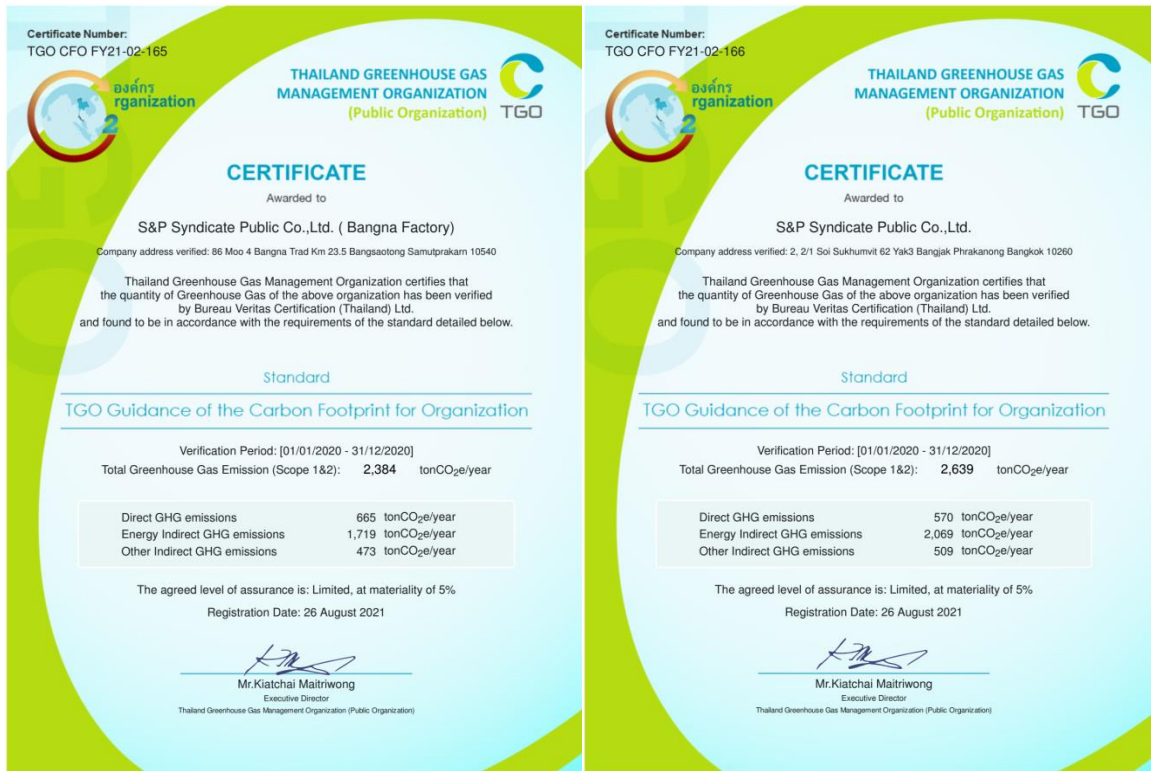 Certificate Number:
TGO CFO FY21-02-165
องค์กร
rganization
2
THAILAND GREENHOUSE GAS
MANAGEMENT ORGANIZATION
(Public Organization)
TGO
CERTIFICATE
Awarded to
S&P Syndicate Public Co.,Ltd. ( Bangna Factory)
Company address verified: 86 Moo 4 Bangna Trad Km 23.5 Bangsaotong Samutprakarn 10540
Thailand Greenhouse Gas Management Organization certifies that
the quantity of Greenhouse Gas of the above organization has been verified
by Bureau Veritas Certification (Thailand) Ltd.
and found to be in accordance with the requirements of the standard detailed below.
Standard
TGO Guidance of the Carbon Footprint for Organization
Verification Period: [01/01/2020 - 31/12/2020]
Total Greenhouse Gas Emission (Scope 1&2): 2,384 tonCO2e/year
Direct GHG emissions 665 tonCO2e/year
Energy Indirect GHG emissions 1,719 tonCO2e/year
Other Indirect GHG emissions 473 tonCO2e/year
The agreed level of assurance is: Limited, at materiality of 5%
Registration Date: 26 August 2021
Mr.Kiatchai Maitriwong
Executive Director
Thailand Greenhouse Gas Management Organization (Public Organization)
Certificate Number:
TGO CFO FY21-02-166
องค์กร
rganization
2
THAILAND GREENHOUSE GAS
MANAGEMENT ORGANIZATION
(Public Organization)
TGO
CERTIFICATE
Awarded to
S&P Syndicate Public Co.,Ltd.
Company address verified: 2, 2/1 Soi Sukhumvit 62 Yak3 Bangjak Phrakanong Bangkok 10260
Thailand Greenhouse Gas Management Organization certifies that
the quantity of Greenhouse Gas of the above organization has been verified
by Bureau Veritas Certification (Thailand) Ltd.
and found to be in accordance with the requirements of the standard detailed below.
Standard
TGO Guidance of the Carbon Footprint for Organization
Verification Period: [01/01/2020 - 31/12/2020]
Total Greenhouse Gas Emission (Scope 1&2): 2,639 tonCO2e/year
Direct GHG emissions 570 tonCO2e/year
Energy Indirect GHG emissions 2,069 tonCO2e/year
Other Indirect GHG emissions 509 tonCO2e/year
The agreed level of assurance is: Limited, at materiality of 5%
Registration Date: 26 August 2021
Mr.Kiatchai Maitriwong
Executive Director
Thailand Greenhouse Gas Management Organization (Public Organization)